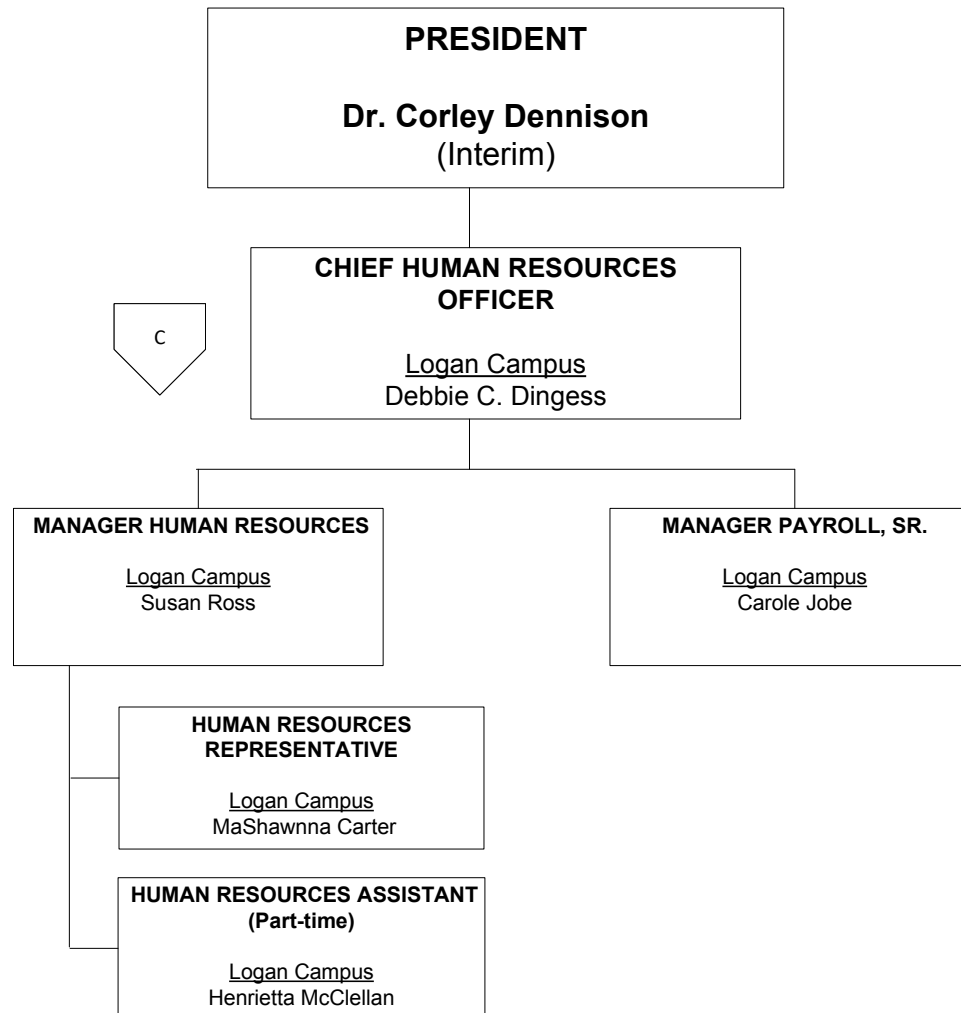 PRESIDENT
Dr. Corley Dennison
(Interim)
CHIEF HUMAN RESOURCES
OFFICER
Logan Campus
Debbie C. Dingess
C
MANAGER HUMAN RESOURCES
Logan Campus
Susan Ross
MANAGER PAYROLL, SR.
Logan Campus
Carole Jobe
HUMAN RESOURCES
REPRESENTATIVE
Logan Campus
MaShawnna Carter
HUMAN RESOURCES ASSISTANT
(Part-time)
Logan Campus
Henrietta McClellan